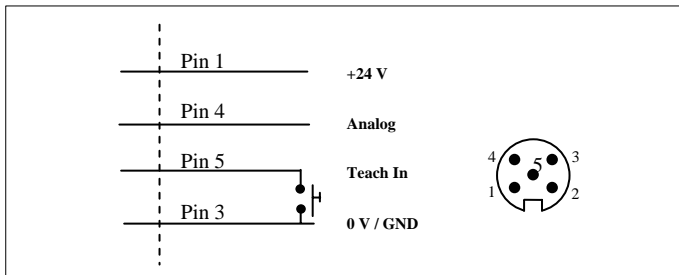 Pin 1 +24 V
Pin 4 Analog
Pin 5 Teach In
Pin 3 0 V / GND
4 5 3
1 2